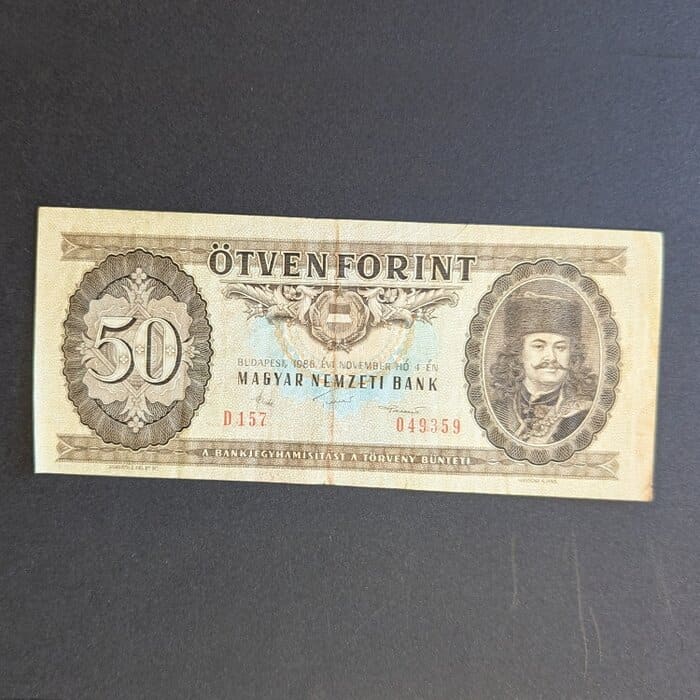 ÖTVEN FORINT
50
BUDAPEST, 1986. ÉVI NOVEMBER HÓ 4-ÉN
MAGYAR NEMZETI BANK
D 157 049359
A BANKJEGYHAMISÍTÁST A TÖRVÉNY BÜNTETI